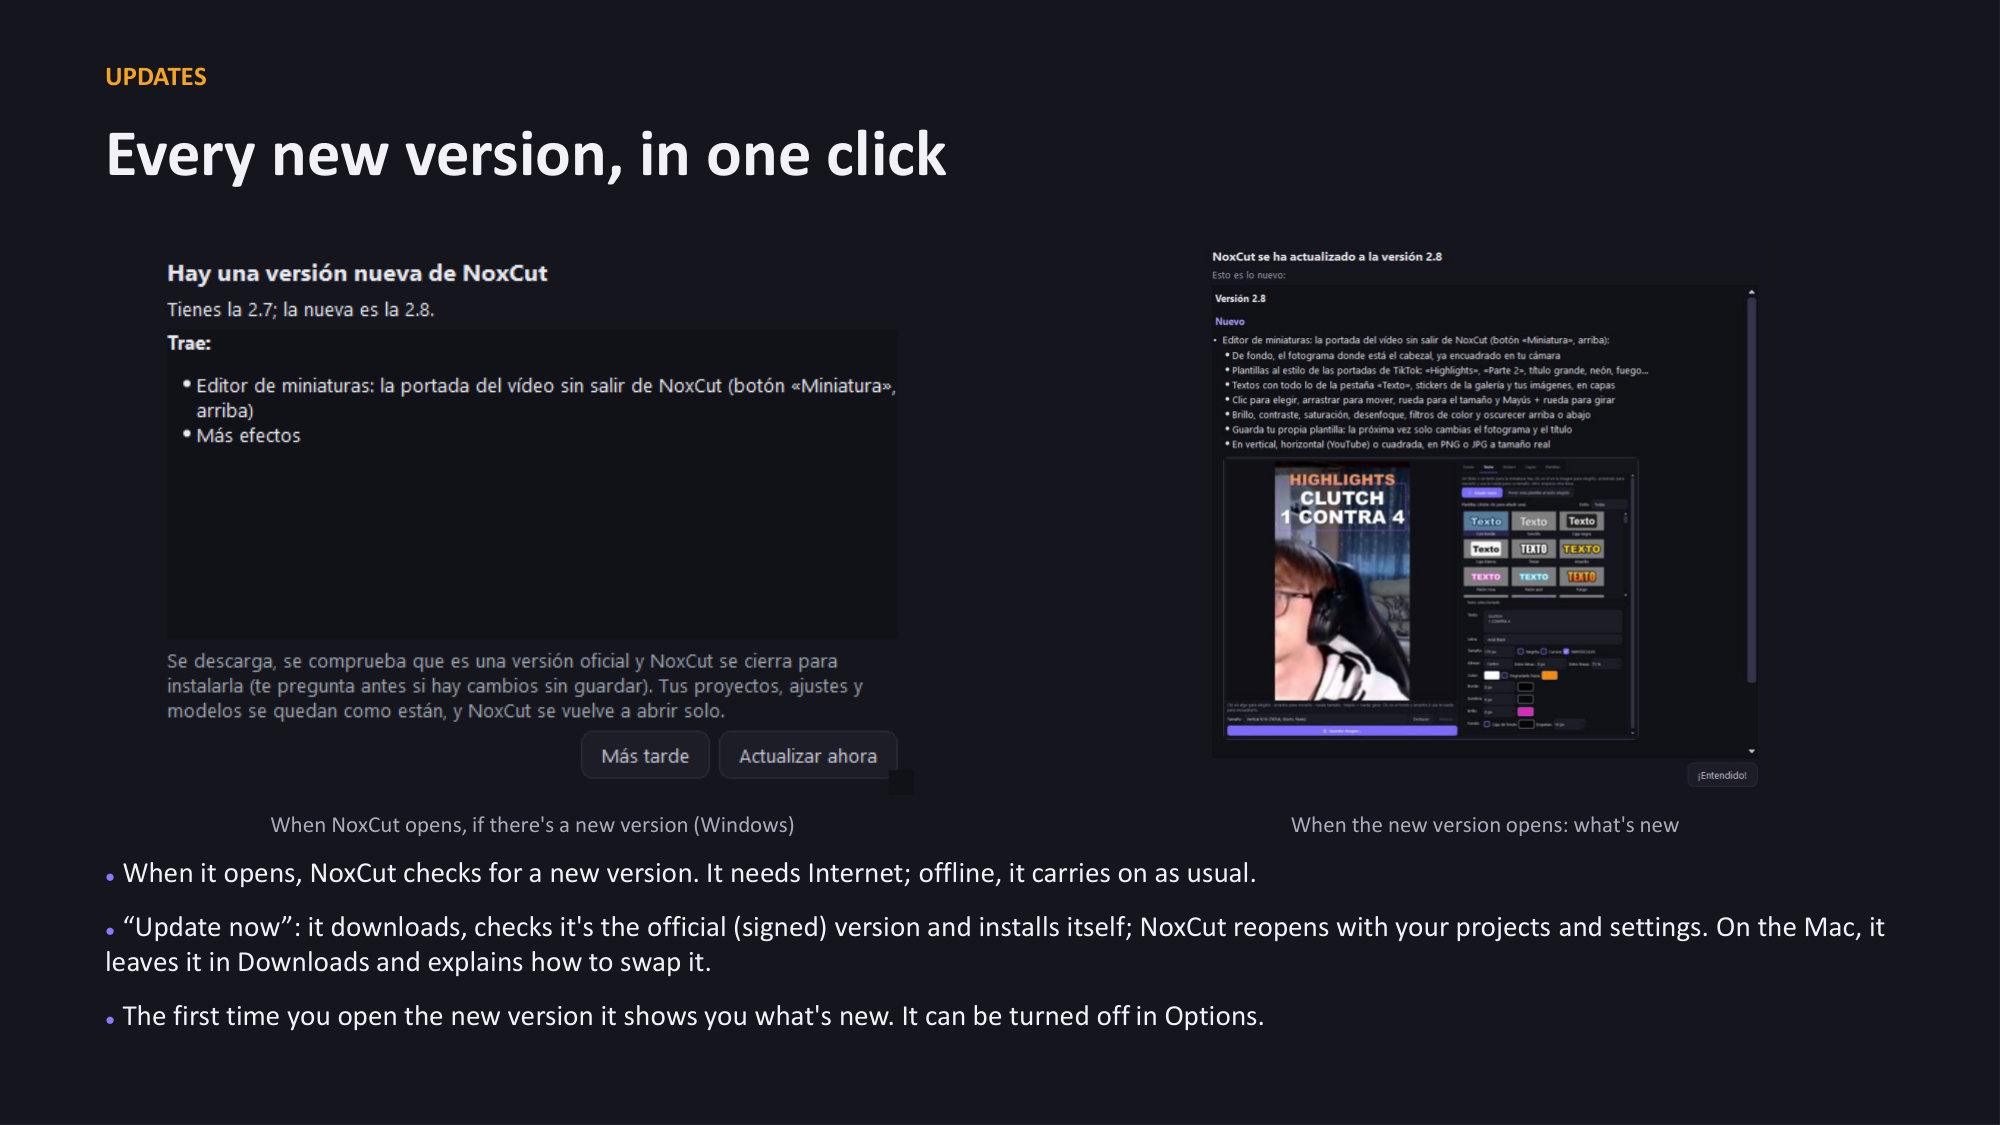 UPDATES
Every new version, in one click
Hay una versión nueva de NoxCut
Tienes la 2.7; la nueva es la 2.8.
Trae:
• Editor de miniaturas: la portada del vídeo sin salir de NoxCut (botón «Miniatura»,
arriba)
• Más efectos
Se descarga, se comprueba que es una versión oficial y NoxCut se cierra para
instalarla (te pregunta antes si hay cambios sin guardar). Tus proyectos, ajustes y
modelos se quedan como están, y NoxCut se vuelve a abrir solo.
Más tarde
Actualizar ahora
When NoxCut opens, if there's a new version (Windows)
NoxCut se ha actualizado a la versión 2.8
Esto es lo nuevo:
Versión 2.8
Nuevo
• Editor de miniaturas: la portada del vídeo sin salir de NoxCut (botón «Miniatura», arriba):
• De fondo, el fotograma donde está el cabezal, ya encuadrado en tu cámara
• Plantillas al estilo de las portadas de TikTok: «Highlights», «Parte 2», título grande, neón, fuego...
• Textos con todo lo de la pestaña «Texto», stickers de la galería y tus imágenes, en capas
• Clic para elegir, arrastrar para mover, rueda para el tamaño y Mayús + rueda para girar
• Brillo, contraste, saturación, desenfoque, filtros de color y oscurecer arriba o abajo
• Guarda tu propia plantilla: la próxima vez solo cambias el fotograma y el título
• En vertical, horizontal (YouTube) o cuadrada, en PNG o JPG a tamaño real
HIGHLIGHTS
CLUTCH
1 CONTRA 4
Texto Texto Texto
Texto TEXTO TEXTO
TEXTO TEXTO TEXTO
¡Entendido!
When the new version opens: what's new
• When it opens, NoxCut checks for a new version. It needs Internet; offline, it carries on as usual.
• “Update now”: it downloads, checks it's the official (signed) version and installs itself; NoxCut reopens with your projects and settings. On the Mac, it
leaves it in Downloads and explains how to swap it.
• The first time you open the new version it shows you what's new. It can be turned off in Options.